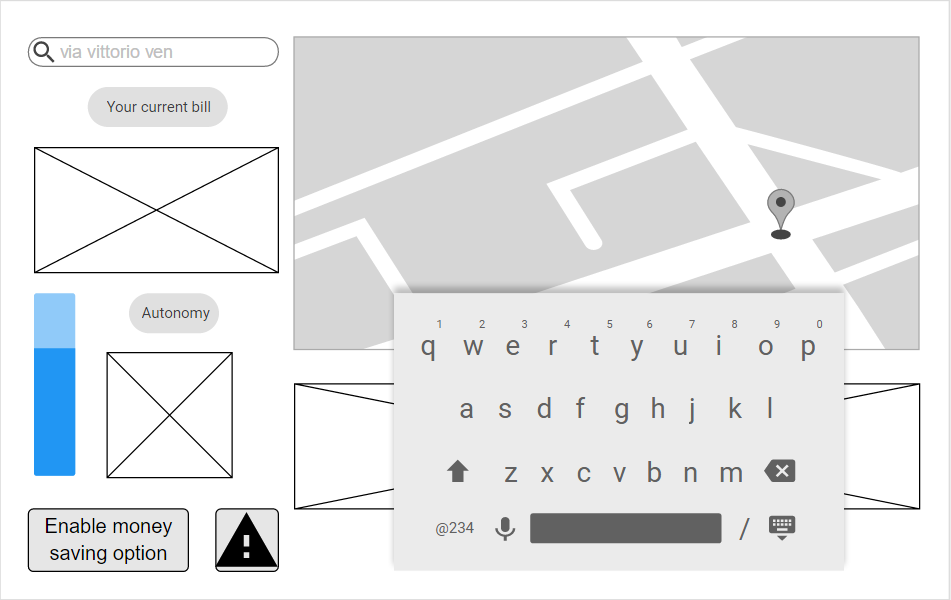 via vittorio ven
Your current bill
Autonomy
Enable money
saving option
!
1 2 3 4 5 6 7 8 9 0
q w e r t y u i o p
a s d f g h j k l
z x c v b n m
@234 /